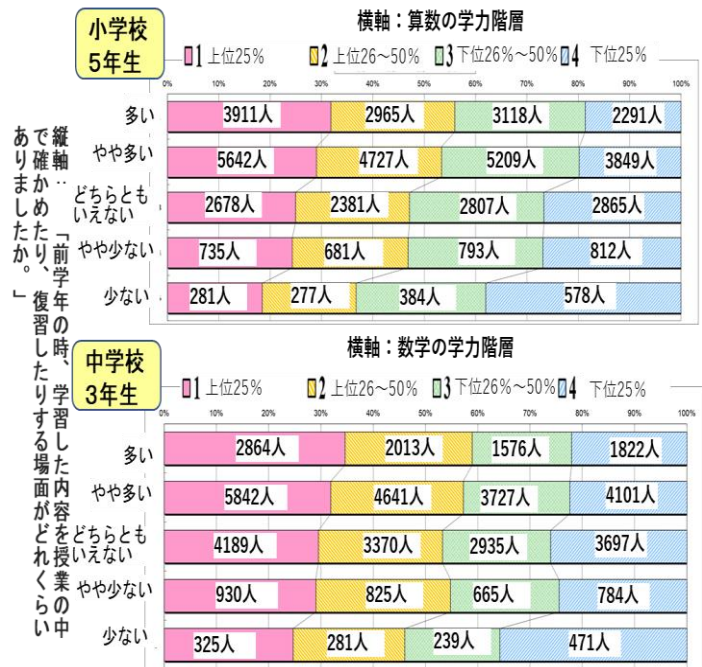 小学校
5年生
横軸：算数の学力階層
1 上位25%
2 上位26～50%
3 下位26%～50%
4 下位25%
0% 10% 20% 30% 40% 50% 60% 70% 80% 90% 100%
多い 3911人 2965人 3118人 2291人
やや多い 5642人 4727人 5209人 3849人
どちらとも
いえない 2678人 2381人 2807人 2865人
やや少ない 735人 681人 793人 812人
少ない 281人 277人 384人 578人
縦軸：「前学年の時、学習した内容を授業の中
で確かめたり、復習したりする場面がどれくらい
ありましたか。」
中学校
3年生
横軸：数学の学力階層
1 上位25%
2 上位26～50%
3 下位26%～50%
4 下位25%
0% 10% 20% 30% 40% 50% 60% 70% 80% 90% 100%
多い 2864人 2013人 1576人 1822人
やや多い 5842人 4641人 3727人 4101人
どちらとも
いえない 4189人 3370人 2935人 3697人
やや少ない 930人 825人 665人 784人
少ない 325人 281人 239人 471人